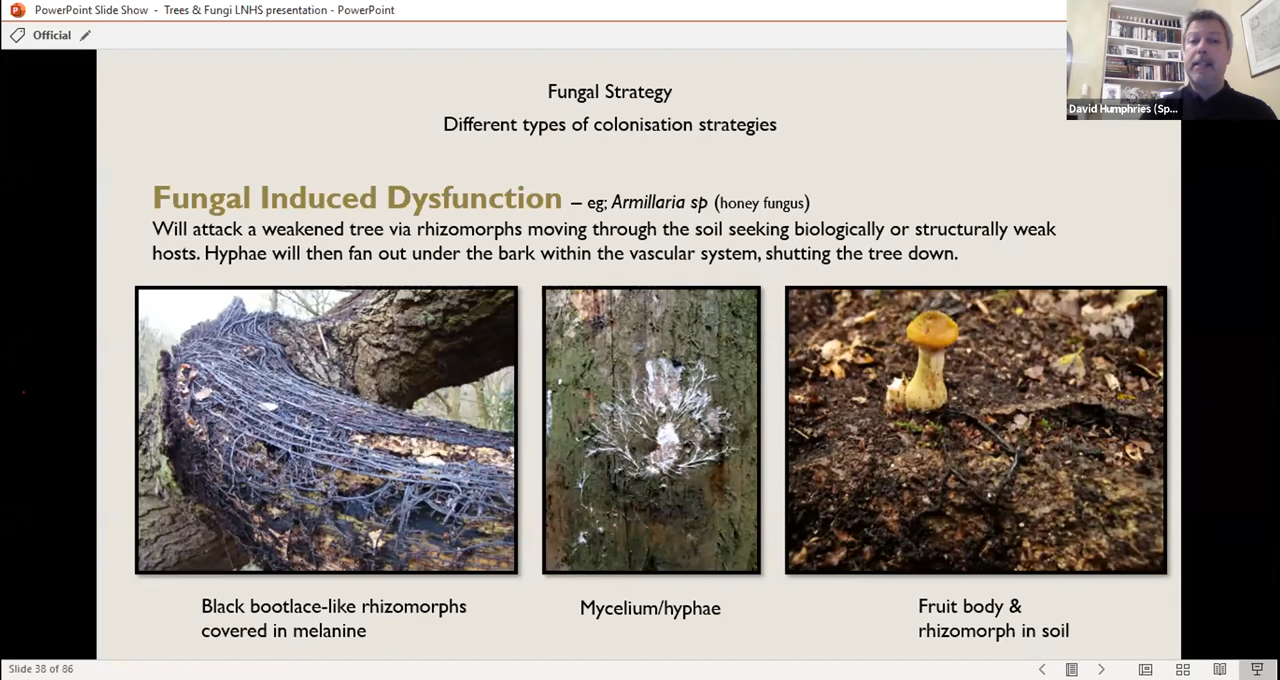 PowerPoint Slide Show - Trees & Fungi LNHS presentation - PowerPoint
Official
David Humphries (Sp...
Fungal Strategy
Different types of colonisation strategies
Fungal Induced Dysfunction – eg; Armillaria sp (honey fungus)
Will attack a weakened tree via rhizomorphs moving through the soil seeking biologically or structurally weak
hosts. Hyphae will then fan out under the bark within the vascular system, shutting the tree down.
Black bootlace-like rhizomorphs
covered in melanine
Mycelium/hyphae
Fruit body &
rhizomorph in soil
Slide 38 of 86